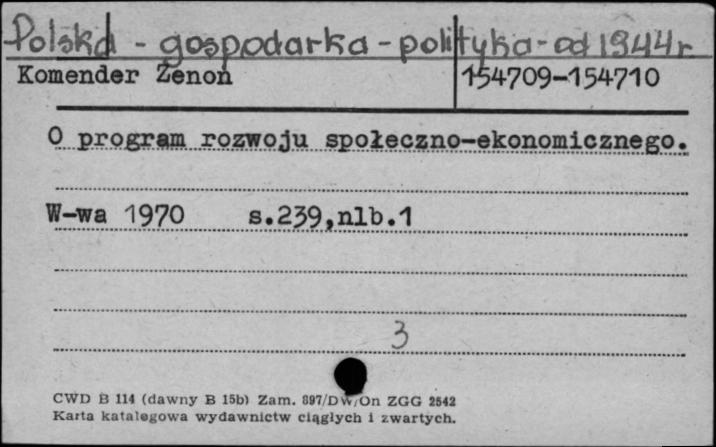 Polska - gospodarka - polityka - od 1944 r
Komender Zenon 154709-154710
O program rozwoju społeczno-ekonomicznego.
W-wa 1970 s.239,nlb.1
3
CWD B 114 (dawny B 15b) Zam. 897/DW/On ZGG 2542
Karta katalogowa wydawnictw ciągłych i zwartych.